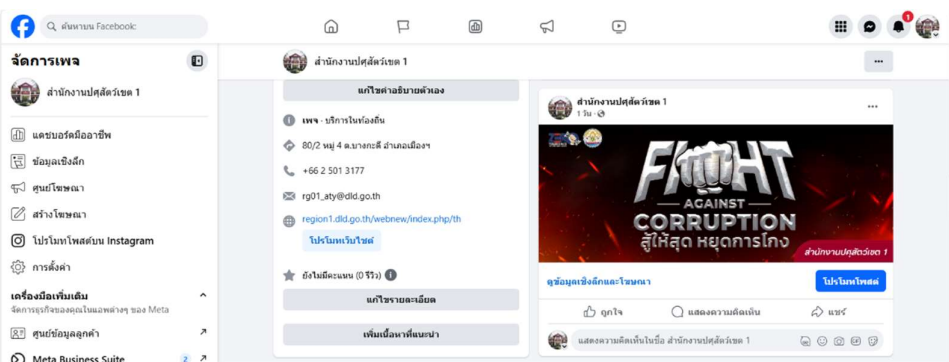 ค้นหาบน Facebook:
1
จัดการเพจ
สำนักงานปศุสัตว์เขต 1
แดชบอร์ดมืออาชีพ
ข้อมูลเชิงลึก
ศูนย์โฆษณา
สร้างโฆษณา
โปรโมทโพสต์บน Instagram
การตั้งค่า
เครื่องมือเพิ่มเติม
จัดการธุรกิจของคุณในแอพต่างๆ ของ Meta
ศูนย์ข้อมูลลูกค้า
Meta Business Suite 2
สำนักงานปศุสัตว์เขต 1
แก้ไขคำอธิบายตัวเอง
เพจ · บริการในท้องถิ่น
80/2 หมู่ 4 ต.บางกะดี อำเภอเมืองฯ
+66 2 501 3177
rg01_aty@dld.go.th
region1.dld.go.th/webnew/index.php/th
โปรโมทเว็บไซต์
ยังไม่มีคะแนน (0 รีวิว)
แก้ไขรายละเอียด
เพิ่มเนื้อหาที่แนะนำ
สำนักงานปศุสัตว์เขต 1
1 วัน ·
FIGHT
AGAINST
CORRUPTION
สู้ให้สุด หยุดการโกง
สำนักงานปศุสัตว์เขต 1
ดูข้อมูลเชิงลึกและโฆษณา
โปรโมทโพสต์
ถูกใจ
แสดงความคิดเห็น
แชร์
แสดงความคิดเห็นในชื่อ สำนักงานปศุสัตว์เขต 1